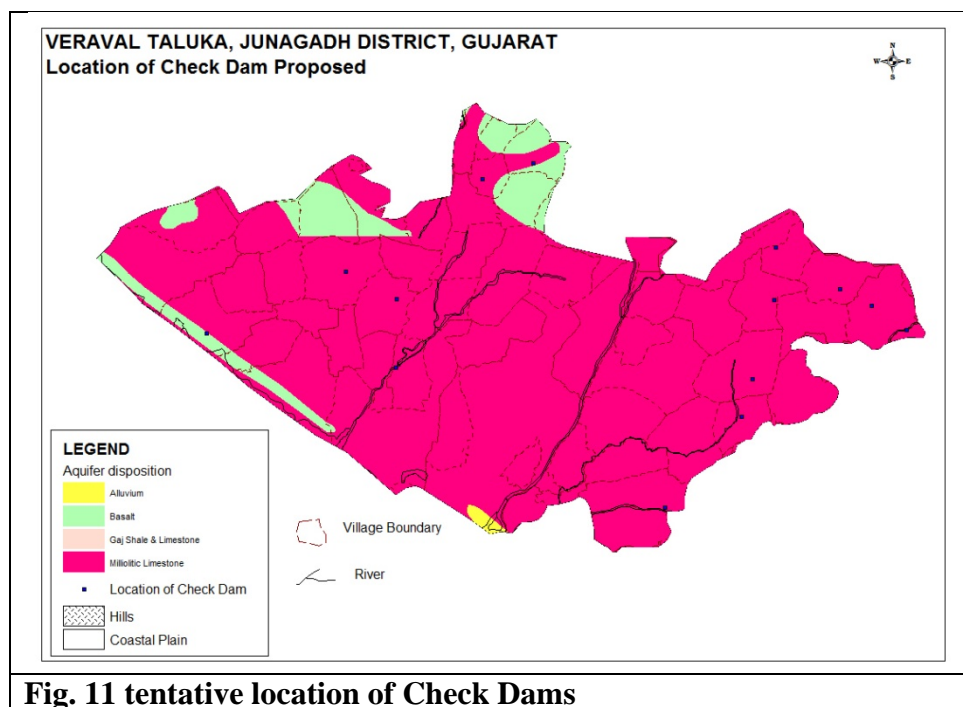 VERAVAL TALUKA, JUNAGADH DISTRICT, GUJARAT
Location of Check Dam Proposed
N
W E
S
LEGEND
Aquifer disposition
Alluvium
Basalt
Gaj Shale & Limestone
Milliolitic Limestone
Location of Check Dam
Hills
Coastal Plain
Village Boundary
River
Fig. 11 tentative location of Check Dams